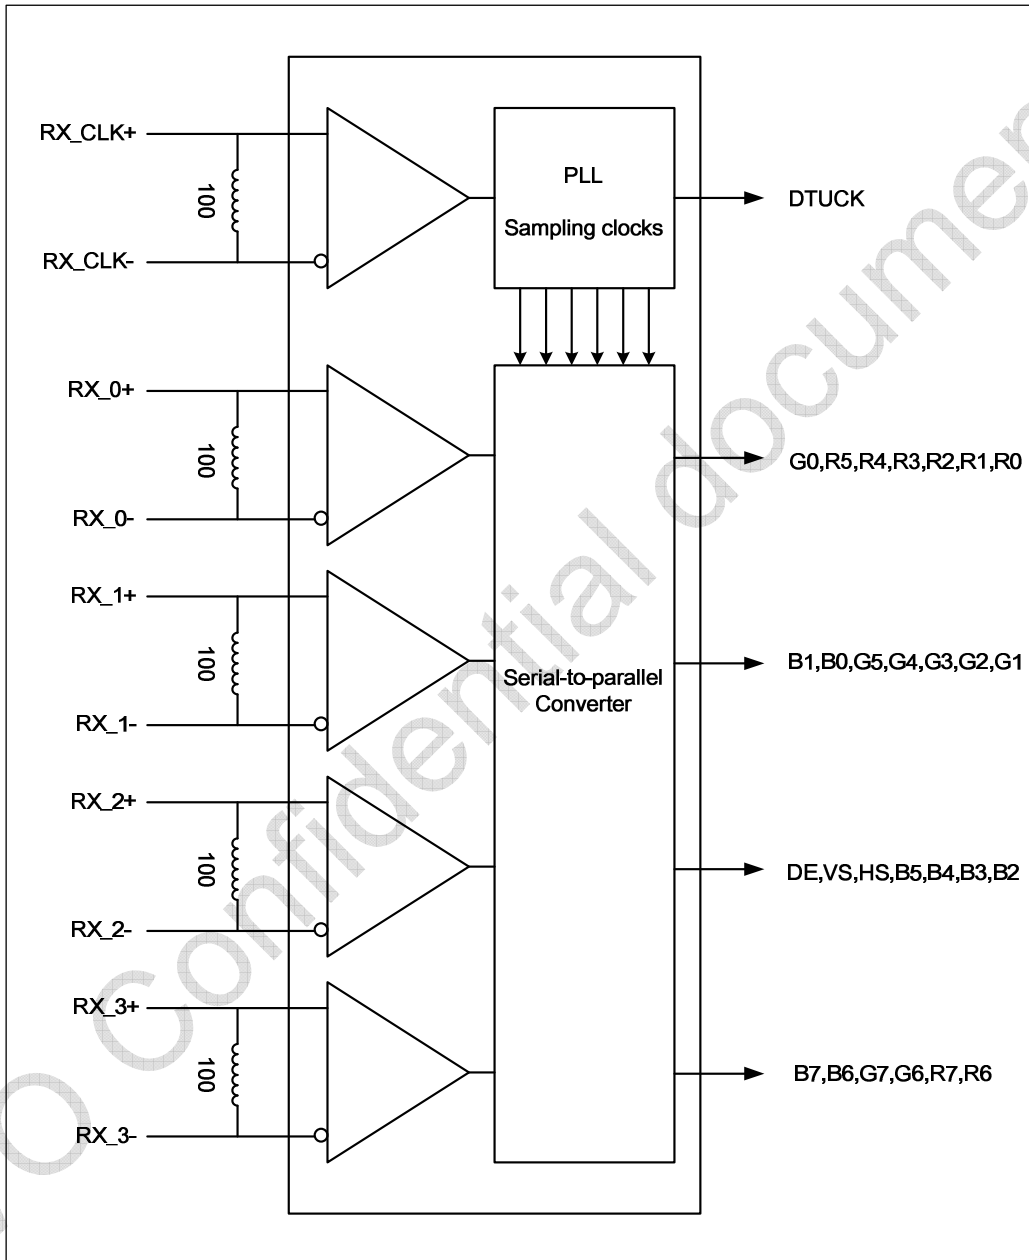 RX_CLK+
100
RX_CLK-
PLL
Sampling clocks
DTUCK
RX_0+
100
RX_0-
G0,R5,R4,R3,R2,R1,R0
RX_1+
100
RX_1-
Serial-to-parallel
Converter
B1,B0,G5,G4,G3,G2,G1
RX_2+
100
RX_2-
DE,VS,HS,B5,B4,B3,B2
RX_3+
100
RX_3-
B7,B6,G7,G6,R7,R6
O Confidential documen